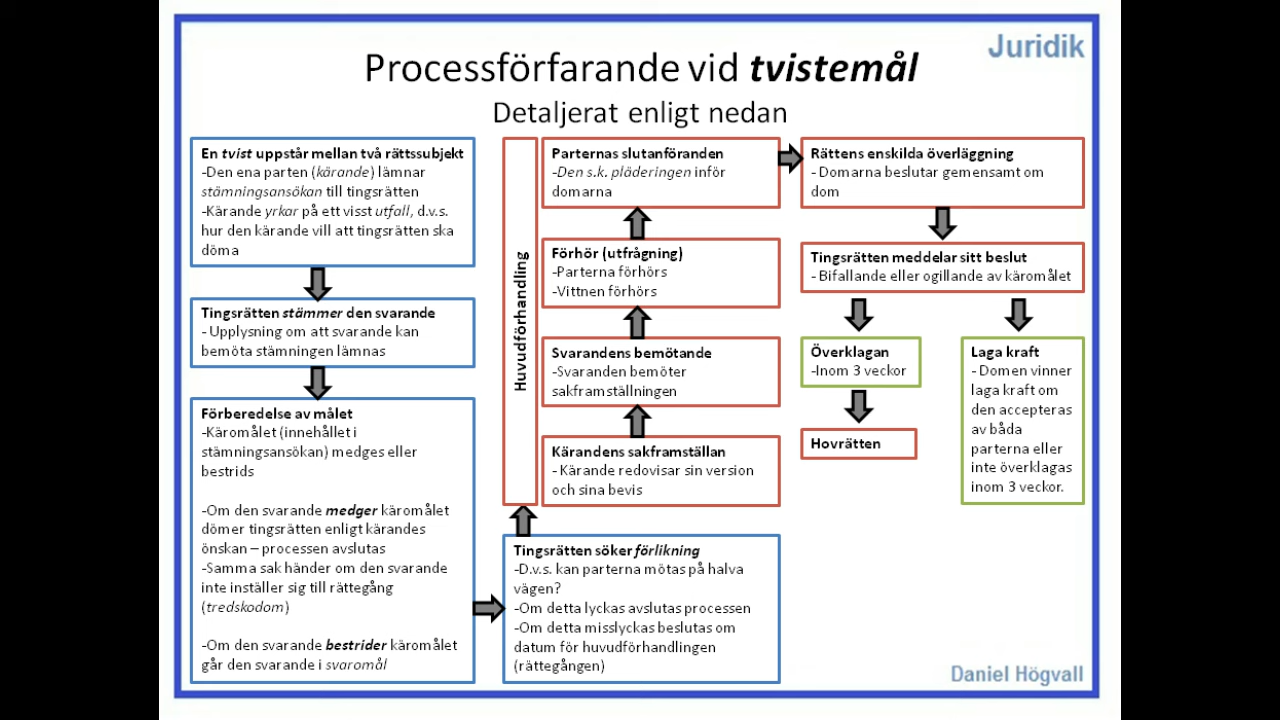 Juridik
Processförfarande vid tvistemål
Detaljerat enligt nedan
En tvist uppstår mellan två rättssubjekt
-Den ena parten (kärande) lämnar
stämningsansökan till tingsrätten
-Kärande yrkar på ett visst utfall, d.v.s.
hur den kärande vill att tingsrätten ska
döma
Tingsrätten stämmer den svarande
- Upplysning om att svarande kan
bemöta stämningen lämnas
Förberedelse av målet
-Käromålet (innehållet i
stämningsansökan) medges eller
bestrids
-Om den svarande medger käromålet
dömer tingsrätten enligt kärandes
önskan – processen avslutas
-Samma sak händer om den svarande
inte inställer sig till rättegång
(tredskodom)
-Om den svarande bestrider käromålet
går den svarande i svaromål
Tingsrätten söker förlikning
-D.v.s. kan parterna mötas på halva
vägen?
-Om detta lyckas avslutas processen
-Om detta misslyckas beslutas om
datum för huvudförhandlingen
(rättegången)
Huvudförhandling
Kärandens sakframställan
- Kärande redovisar sin version
och sina bevis
Svarandens bemötande
-Svaranden bemöter
sakframställningen
Förhör (utfrågning)
-Parterna förhörs
-Vittnen förhörs
Parternas slutanföranden
-Den s.k. pläderingen inför
domarna
Rättens enskilda överläggning
- Domarna beslutar gemensamt om
dom
Tingsrätten meddelar sitt beslut
- Bifallande eller ogillande av käromålet
Överklagan
-Inom 3 veckor
Hovrätten
Laga kraft
- Domen vinner
laga kraft om
den accepteras
av båda
parterna eller
inte överklagas
inom 3 veckor.
Daniel Högvall